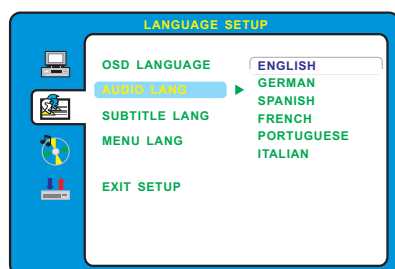 LANGUAGE SETUP
OSD LANGUAGE
AUDIO LANG
SUBTITLE LANG
MENU LANG
EXIT SETUP
ENGLISH
GERMAN
SPANISH
FRENCH
PORTUGUESE
ITALIAN